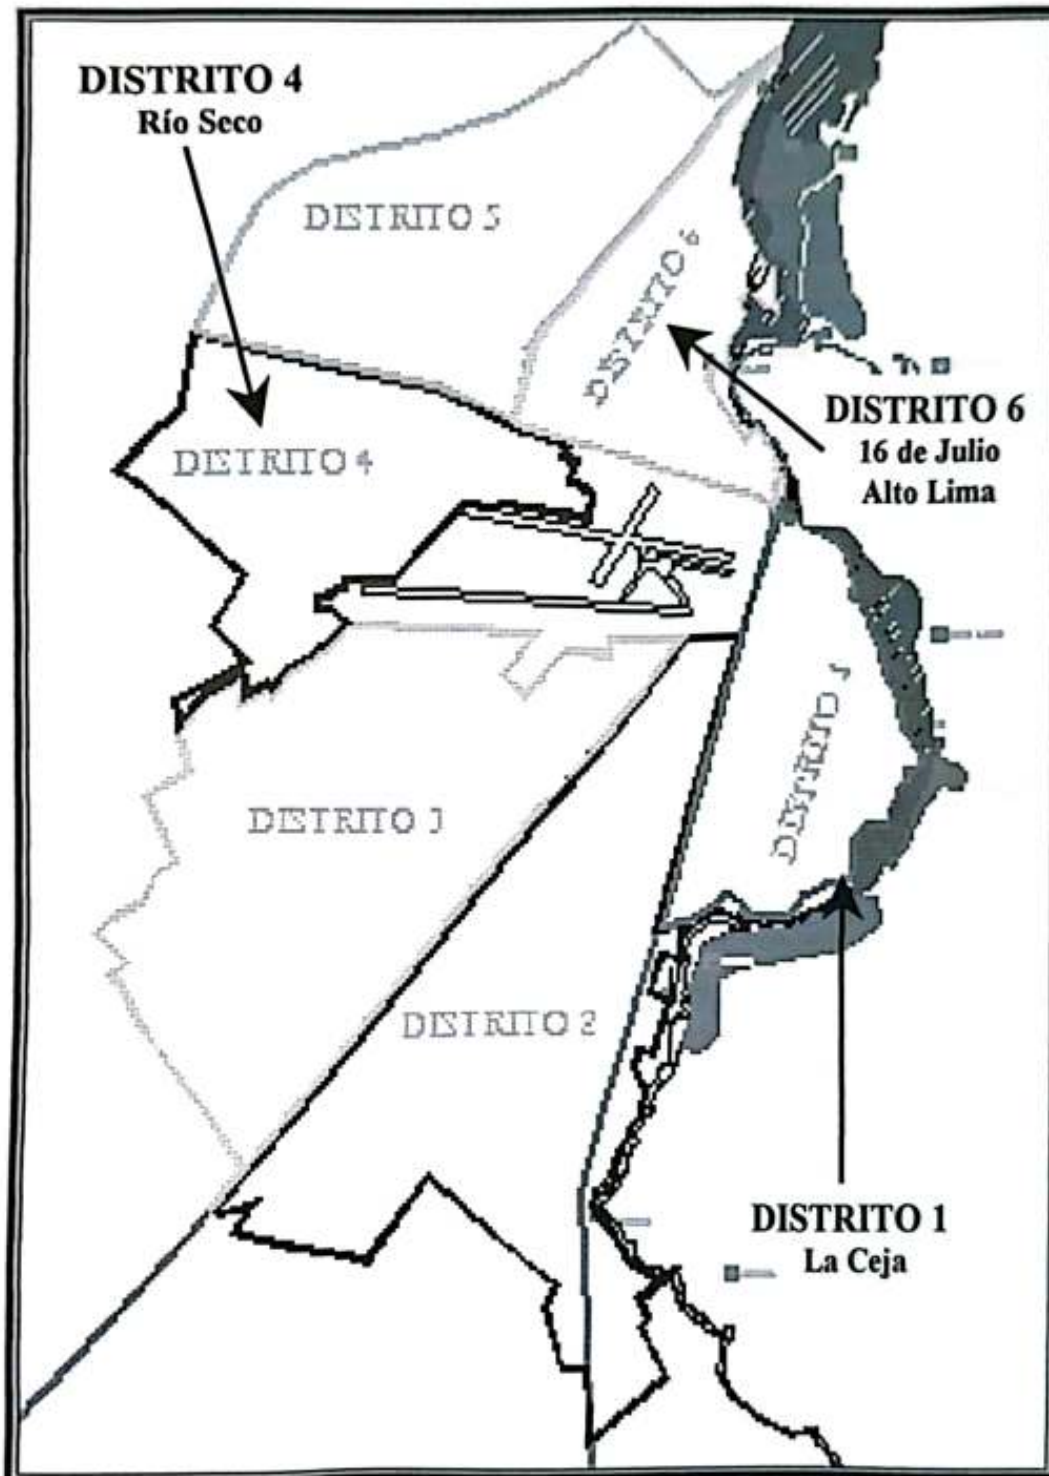 DISTRITO 4
Río Seco
DISTRITO 5
DISTRITO 6
DISTRITO 6
16 de Julio
Alto Lima
DISTRITO 4
DISTRITO 1
DISTRITO 3
DISTRITO 2
DISTRITO 1
La Ceja